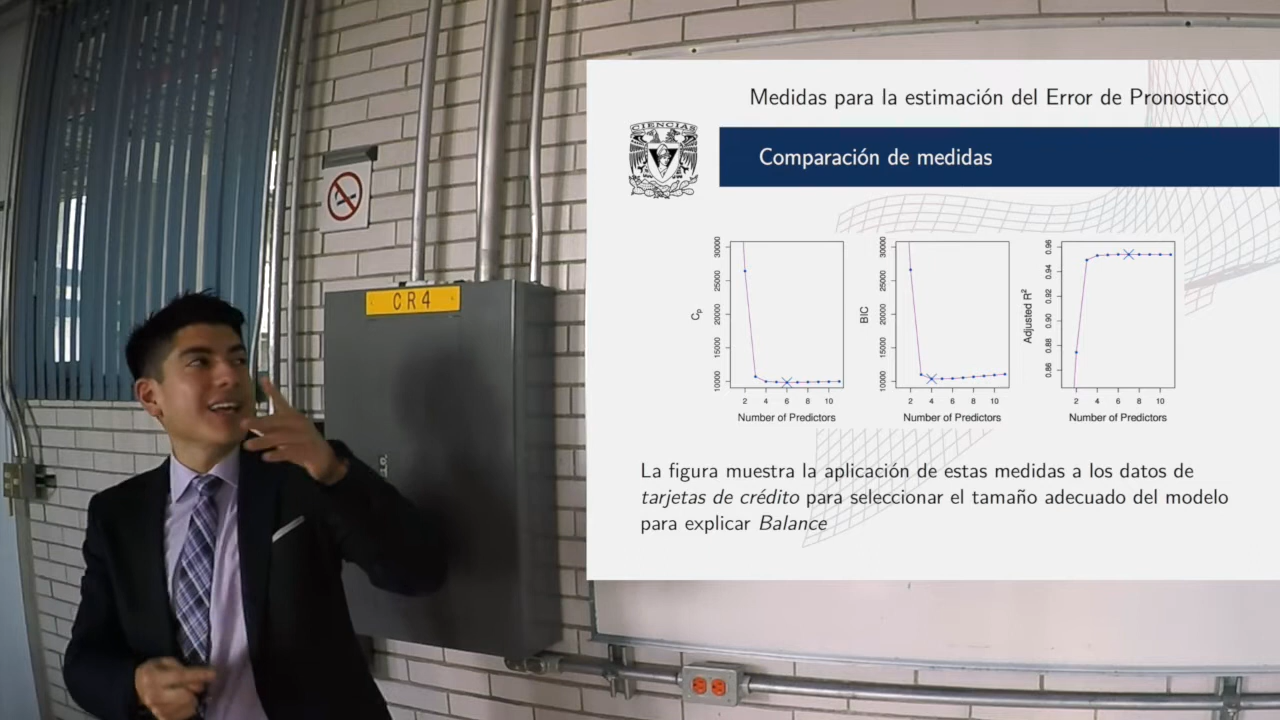 Medidas para la estimación del Error de Pronostico
CIENCIAS
Comparación de medidas
CR4
30000
25000
20000
15000
10000
Cp
2 4 6 8 10
Number of Predictors
30000
25000
20000
15000
10000
BIC
2 4 6 8 10
Number of Predictors
0.96
0.94
0.92
0.90
0.88
0.86
Adjusted R²
2 4 6 8 10
Number of Predictors
La figura muestra la aplicación de estas medidas a los datos de
tarjetas de crédito para seleccionar el tamaño adecuado del modelo
para explicar Balance